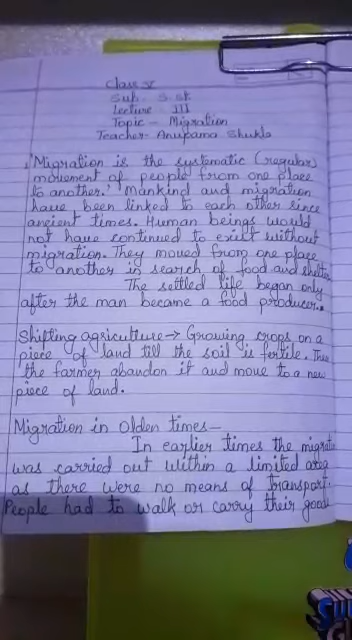 Class V
Sub. S.St
Lecture III
Topic - Migration
Teacher- Anupama Shukla
'Migration is the systematic (regular)
movement of people from one place
to another.' Mankind and migration
have been linked to each other since
ancient times. Human beings would
not have continued to exist without
migration. They moved from one place
to another in search of food and shelter
The settled life began only
after the man became a food producer.
Shifting agriculture → Growing crops on a
piece of land till the soil is fertile. Then
the farmer abandon it and move to a new
piece of land.
Migration in Olden times-
In earlier times the migrati
was carried out within a limited area
as there were no means of transport.
People had to walk or carry their good